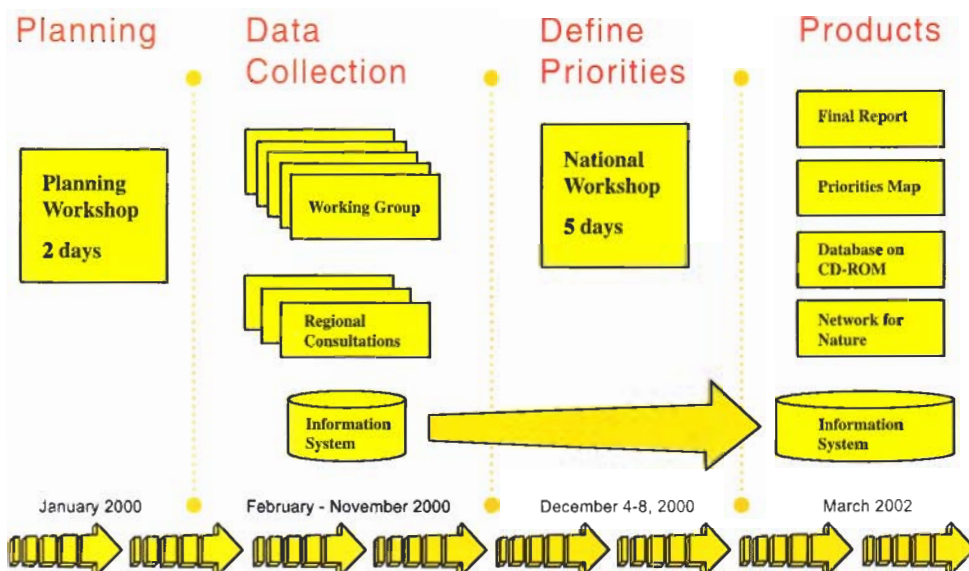 Planning
Data
Collection
Define
Priorities
Products
Planning
Workshop
2 days
Working Group
Regional
Consultations
Information
System
National
Workshop
5 days
Final Report
Priorities Map
Database on
CD-ROM
Network for
Nature
Information
System
January 2000
February - November 2000
December 4-8, 2000
March 2002